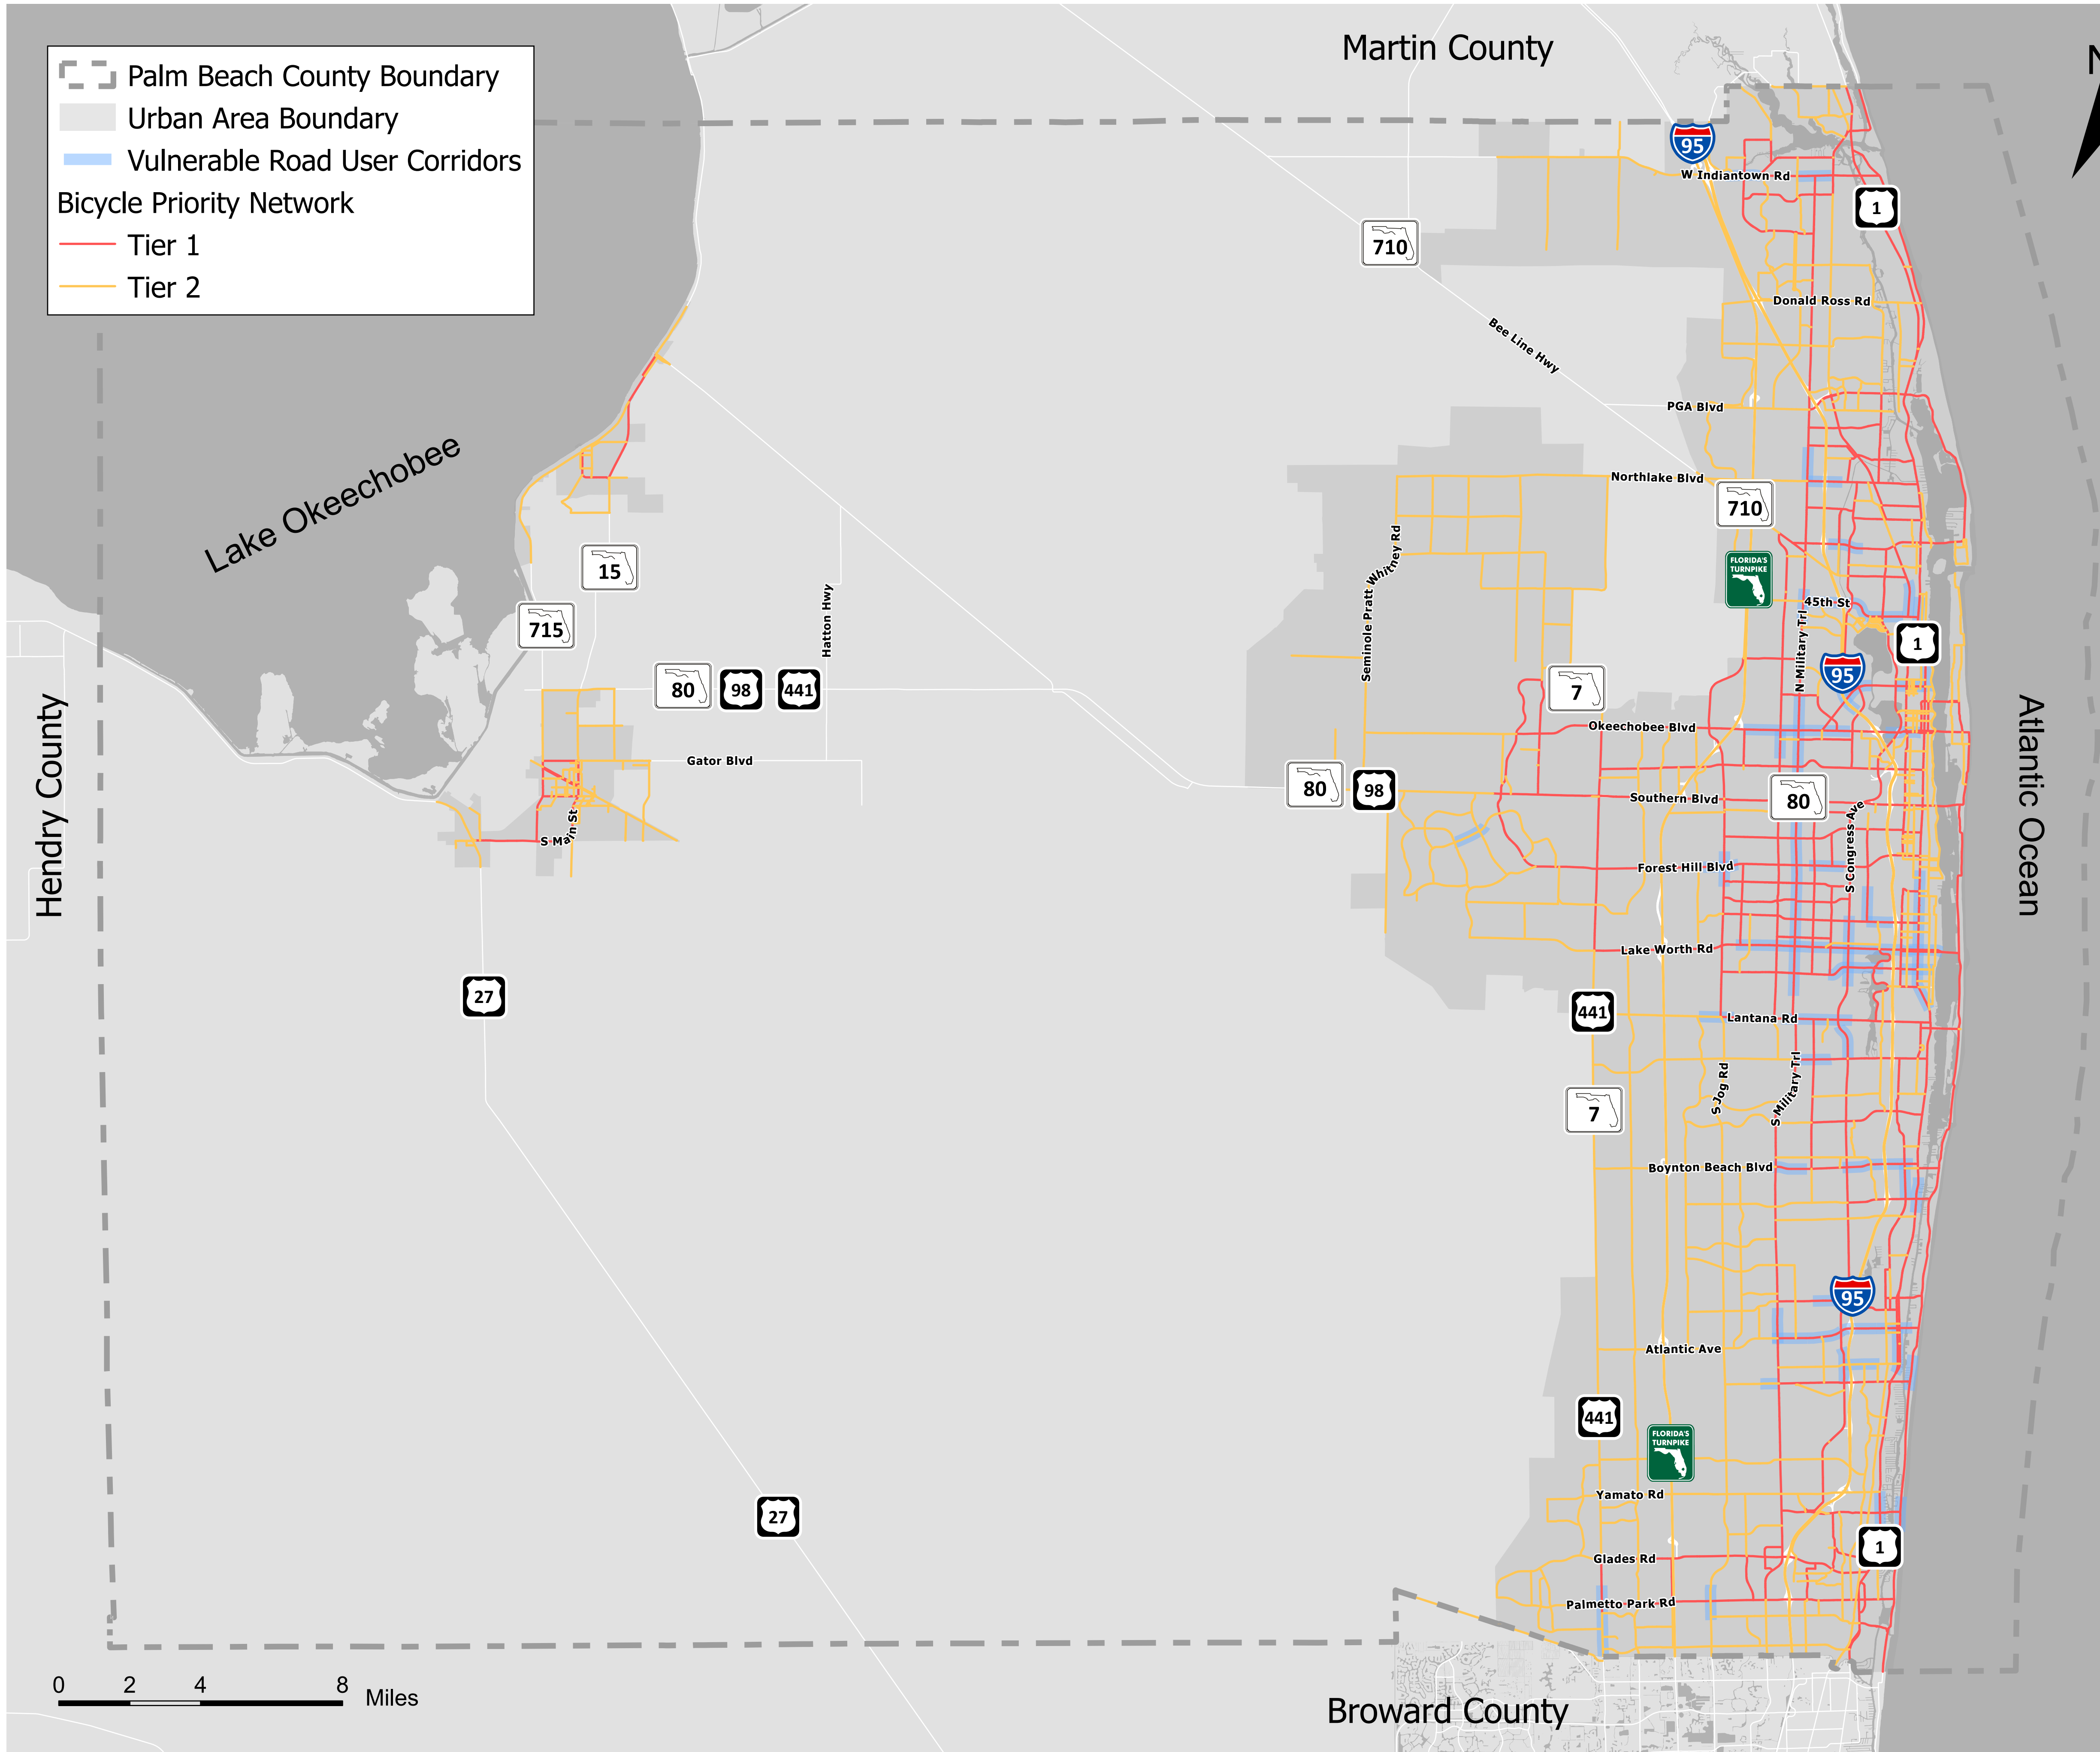 Palm Beach County Boundary
Urban Area Boundary
Vulnerable Road User Corridors
Bicycle Priority Network
Tier 1
Tier 2
Martin County
N
95
W Indiantown Rd
1
710
Donald Ross Rd
Bee Line Hwy
PGA Blvd
Lake Okeechobee
Northlake Blvd
710
Seminole Pratt Whitney Rd
15
FLORIDA'S
TURNPIKE
45th St
715
Hatton Hwy
N Military Trl
1
95
80
98
441
7
Okeechobee Blvd
Hendry County
Atlantic Ocean
Gator Blvd
80
98
Southern Blvd
80
S Main St
S Congress Ave
Forest Hill Blvd
Lake Worth Rd
27
441
Lantana Rd
S Jog Rd
S Military Trl
7
Boynton Beach Blvd
95
Atlantic Ave
441
FLORIDA'S
TURNPIKE
Yamato Rd
27
1
Glades Rd
Palmetto Park Rd
0 2 4 8
Miles
Broward County